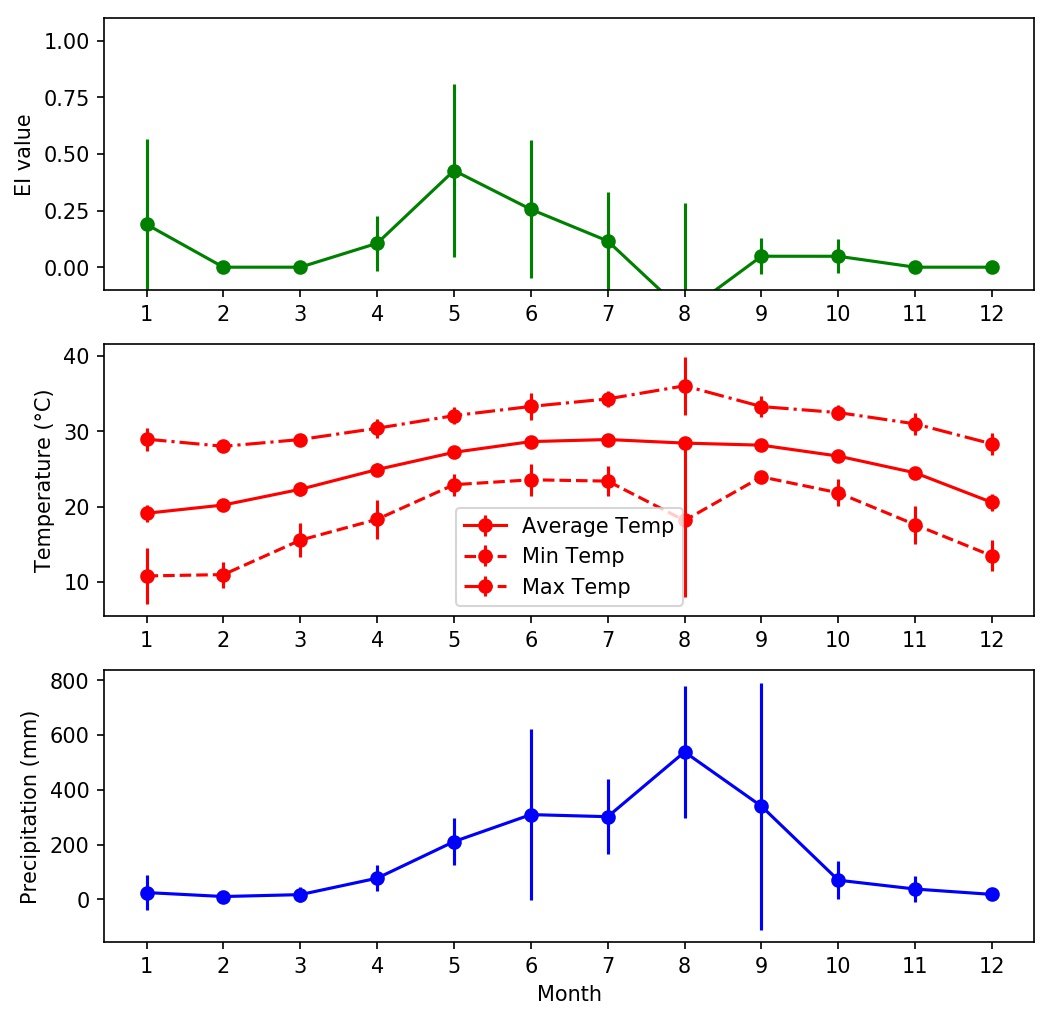 1.00
0.75
0.50
0.25
0.00
EI value
1 2 3 4 5 6 7 8 9 10 11 12
40
30
20
10
Temperature (°C)
Average Temp
Min Temp
Max Temp
1 2 3 4 5 6 7 8 9 10 11 12
800
600
400
200
0
Precipitation (mm)
1 2 3 4 5 6 7 8 9 10 11 12
Month